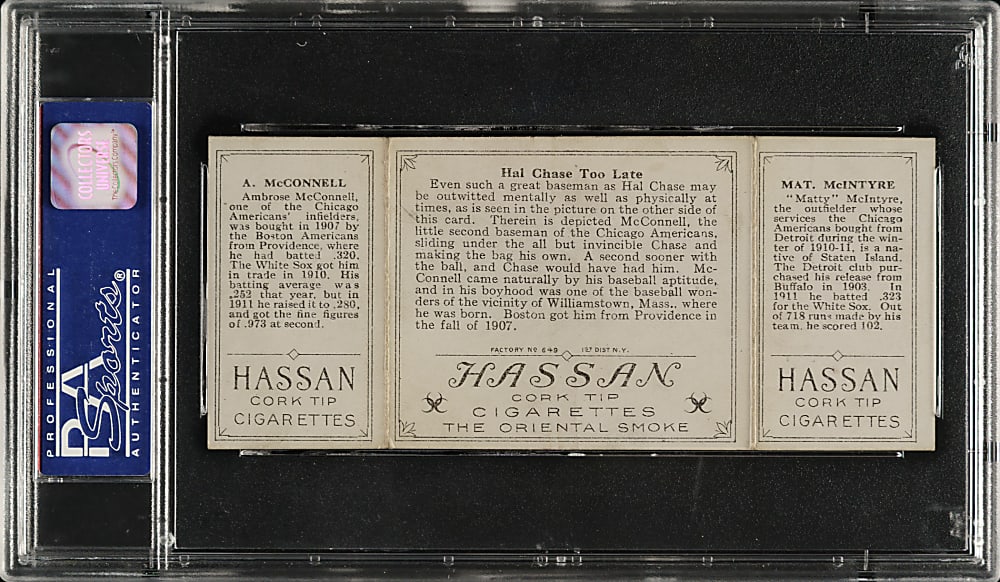 COLLECTORS
UNIVERSE
The Collectors Company™
PROFESSIONAL
PSA
Sports®
AUTHENTICATOR
A. McCONNELL
Ambrose McConnell,
one of the Chicago
Americans' infielders,
was bought in 1907 by
the Boston Americans
from Providence, where
he had batted .320.
The White Sox got him
in trade in 1910. His
batting average was
.252 that year, but in
1911 he raised it to .280,
and got the fine figures
of .973 at second.
HASSAN
CORK TIP
CIGARETTES
Hal Chase Too Late
Even such a great baseman as Hal Chase may
be outwitted mentally as well as physically at
times, as is seen in the picture on the other side of
this card. Therein is depicted McConnell, the
little second baseman of the Chicago Americans,
sliding under the all but invincible Chase and
making the bag his own. A second sooner with
the ball, and Chase would have had him. Mc-
Connell came naturally by his baseball aptitude,
and in his boyhood was one of the baseball won-
ders of the vicinity of Williamstown, Mass., where
he was born. Boston got him from Providence in
the fall of 1907.
FACTORY Nº 649 1ST DIST N.Y.
HASSAN
CORK TIP
CIGARETTES
THE ORIENTAL SMOKE
MAT. McINTYRE
"Matty" McIntyre,
the outfielder whose
services the Chicago
Americans bought from
Detroit during the win-
ter of 1910-11, is a na-
tive of Staten Island.
The Detroit club pur-
chased his release from
Buffalo in 1903. In
1911 he batted .323
for the White Sox. Out
of 718 runs made by his
team, he scored 102.
HASSAN
CORK TIP
CIGARETTES